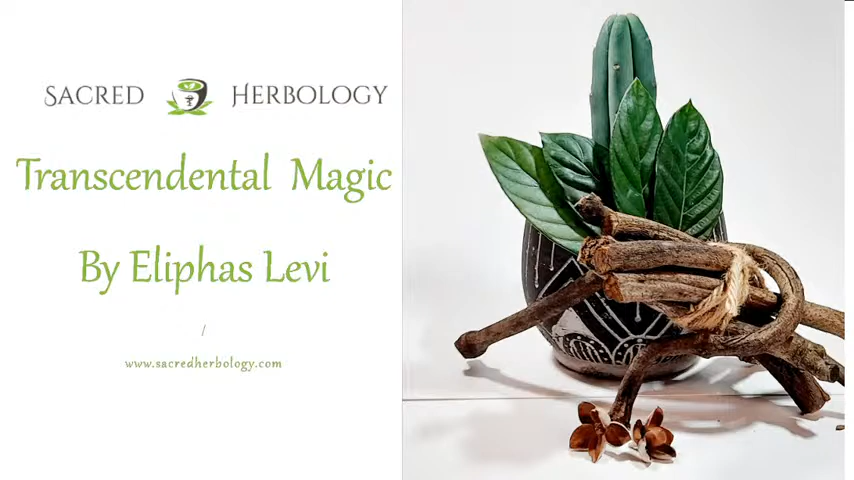 SACRED HERBOLOGY
Transcendental Magic
By Eliphas Levi
/
www.sacredherbology.com